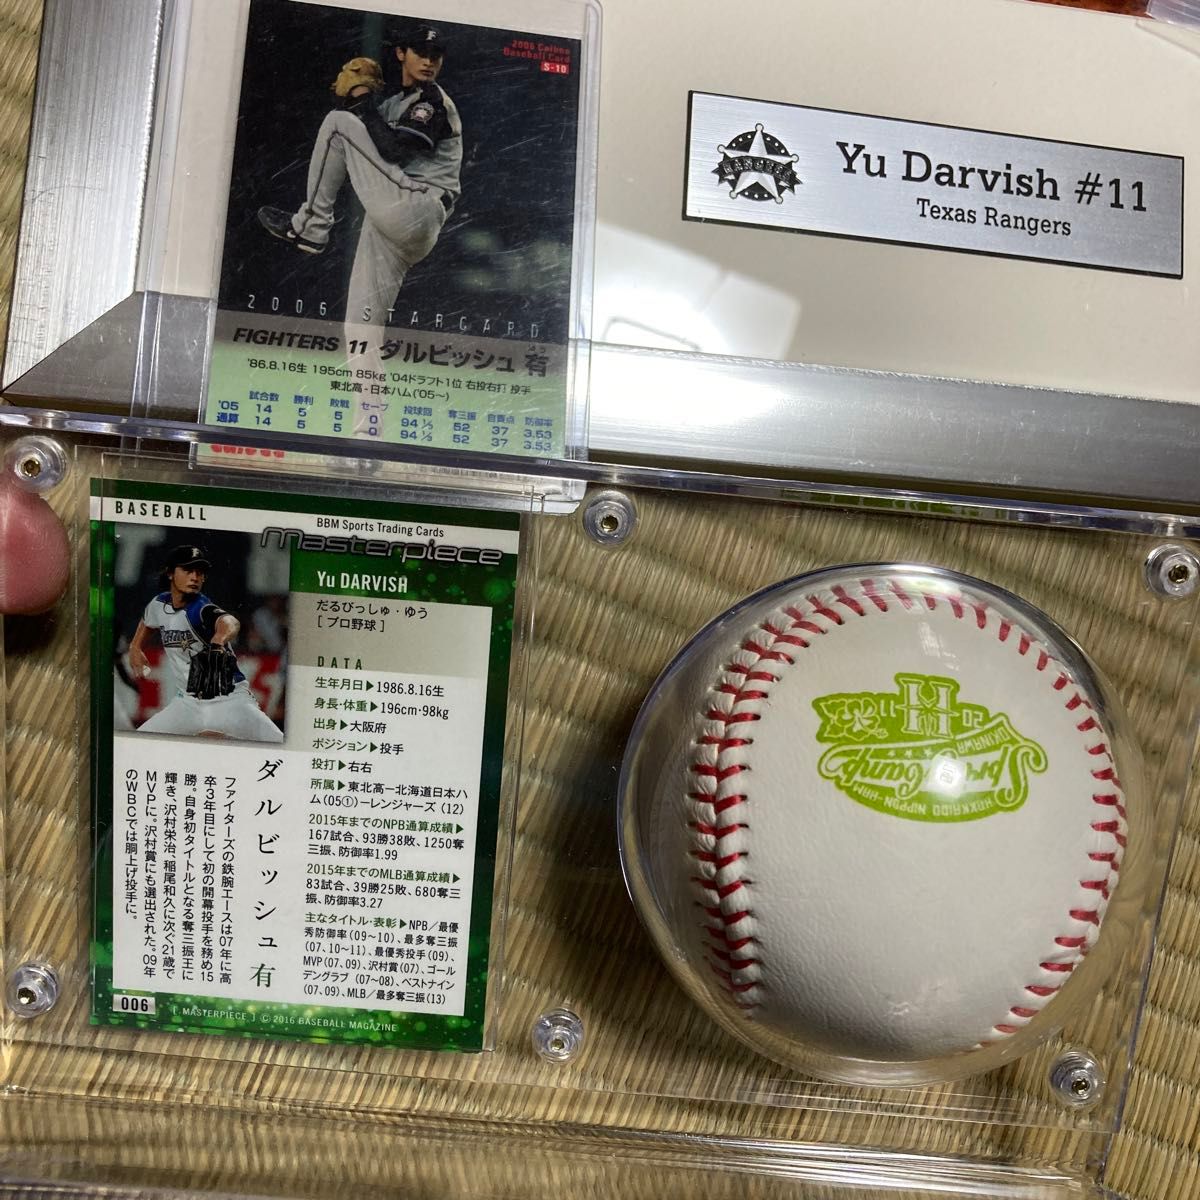 2006 Calbee
Baseball Card
S-10
2006 STARCARD
FIGHTERS 11 ダルビッシュ 有
ゆう
'86.8.16生 195cm 85kg '04ドラフト1位 右投右打 投手
東北高-日本ハム('05~)
試合数 勝利 敗戦 セーブ 投球回 奪三振 自責点 防御率
'05 14 5 5 0 94 1/3 52 37 3.53
通算 14 5 5 0 94 1/3 52 37 3.53
Calbee
RANGERS
Yu Darvish #11
Texas Rangers
BASEBALL
BBM Sports Trading Cards
Masterpiece
Yu DARVISH
だるびっしゅ・ゆう
[プロ野球]
DATA
生年月日▶1986.8.16生
身長・体重▶196cm・98kg
出身▶大阪府
ポジション▶投手
投打▶右右
所属▶東北高ー北海道日本ハ
ム(05①)ーレンジャーズ(12)
2015年までのNPB通算成績▶
167試合、93勝38敗、1250奪
三振、防御率1.99
2015年までのMLB通算成績▶
83試合、39勝25敗、680奪三
振、防御率3.27
主なタイトル・表彰▶NPB/最優
秀防御率(09~10)、最多奪三振
(07、10~11)、最優秀投手(09)、
MVP(07、09)、沢村賞(07)、ゴール
デングラブ(07~08)、ベストナイン
(07、09)、MLB/最多奪三振(13)
ダルビッシュ 有
ファイターズの鉄腕エースは07年に高
卒3年目にして初の開幕投手を務め15
勝。自身初タイトルとなる奪三振王に
輝き、沢村栄治、稲尾和久に次ぐ21歳で
MVPに。沢村賞にも選出された。09年
のWBCでは胴上げ投手に。
006
[MASTERPIECE] © 2016 BASEBALL MAGAZINE
HOKKAIDO NIPPON-HAM
Spring Camp
OKINAWA
2011
H